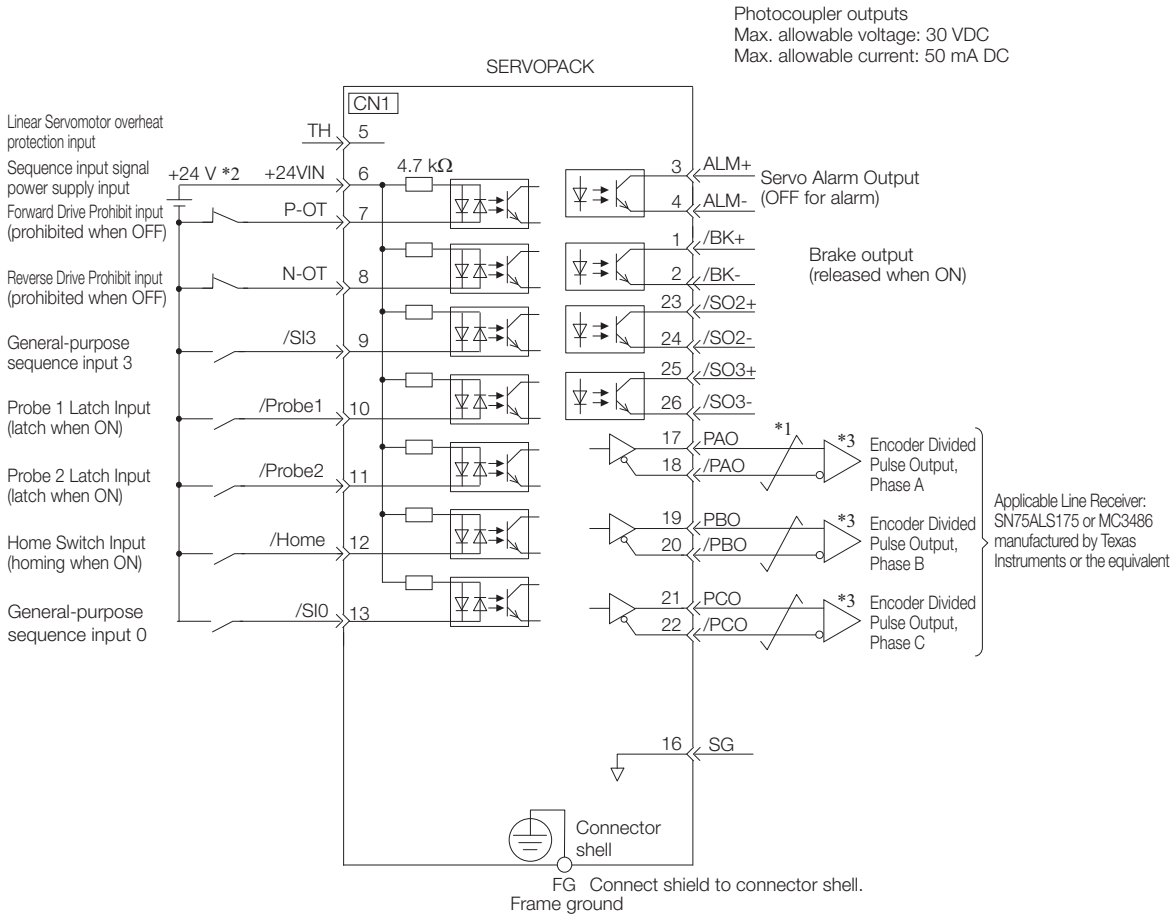 Photocoupler outputs
Max. allowable voltage: 30 VDC
Max. allowable current: 50 mA DC
SERVOPACK
CN1
Linear Servomotor overheat
protection input
TH
5
Sequence input signal
power supply input
+24 V *2
+24VIN
6
4.7 kΩ
Forward Drive Prohibit input
(prohibited when OFF)
P-OT
7
Reverse Drive Prohibit input
(prohibited when OFF)
N-OT
8
General-purpose
sequence input 3
/SI3
9
Probe 1 Latch Input
(latch when ON)
/Probe1
10
Probe 2 Latch Input
(latch when ON)
/Probe2
11
Home Switch Input
(homing when ON)
/Home
12
General-purpose
sequence input 0
/SI0
13
3
ALM+
4
ALM-
Servo Alarm Output
(OFF for alarm)
1
/BK+
2
/BK-
Brake output
(released when ON)
23
/SO2+
24
/SO2-
25
/SO3+
26
/SO3-
17
PAO
18
/PAO
*1
*3
Encoder Divided
Pulse Output,
Phase A
19
PBO
20
/PBO
*3
Encoder Divided
Pulse Output,
Phase B
21
PCO
22
/PCO
*3
Encoder Divided
Pulse Output,
Phase C
Applicable Line Receiver:
SN75ALS175 or MC3486
manufactured by Texas
Instruments or the equivalent
16
SG
Connector
shell
FG
Connect shield to connector shell.
Frame ground